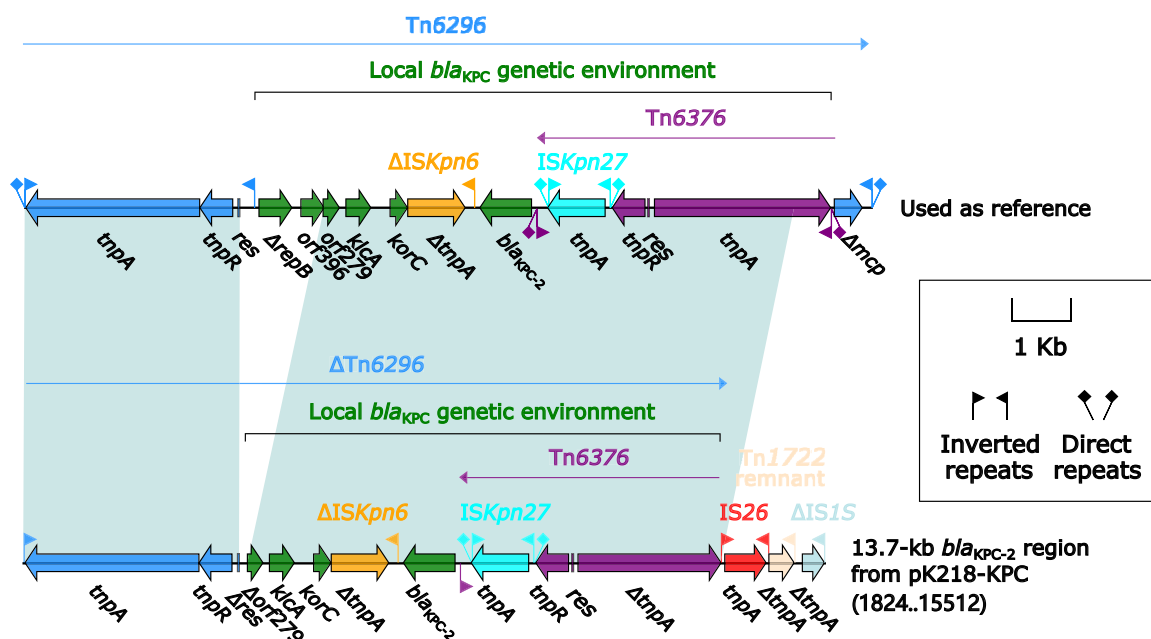 Tn6296
Local blaKPC genetic environment
Tn6376
ΔISKpn6
ISKpn27
tnpA
tnpR
res
ΔrepB
orf396
orf279
klcA
korC
ΔtnpA
blaKPC-2
tnpA
tnpR
res
tnpA
Δmcp
Used as reference
1 Kb
Inverted
repeats
Direct
repeats
ΔTn6296
Local blaKPC genetic environment
Tn6376
Tn1722
remnant
ΔISKpn6
ISKpn27
IS26
ΔIS1S
tnpA
tnpR
Δres
Δorf279
klcA
korC
ΔtnpA
blaKPC-2
tnpA
tnpR
res
ΔtnpA
tnpA
ΔtnpA
ΔtnpA
13.7-kb blaKPC-2 region
from pK218-KPC
(1824..15512)